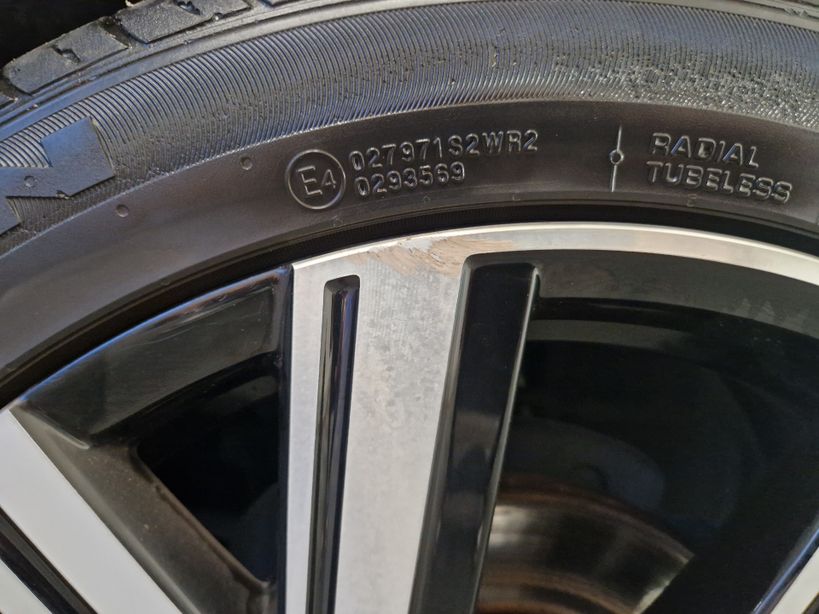 E4
027971S2WR2
0293569
RADIAL
TUBELESS